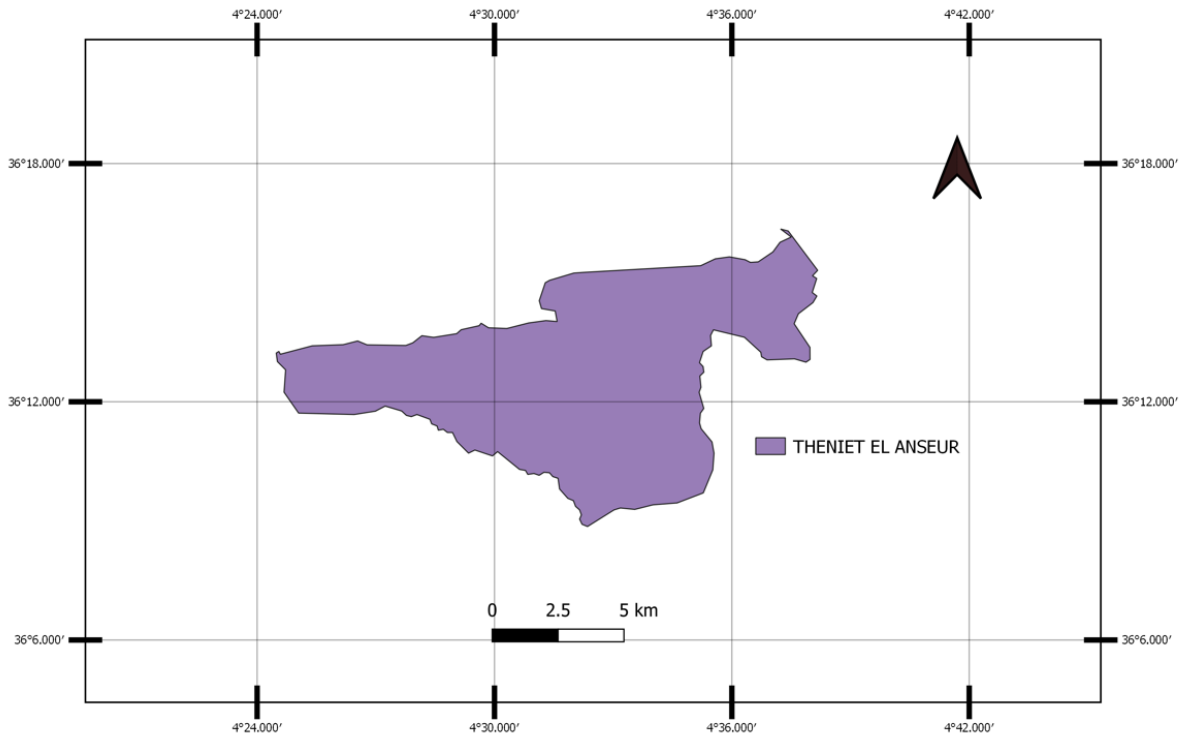 4°24.000′ 4°30.000′ 4°36.000′ 4°42.000′
36°18.000′ 36°18.000′
36°12.000′ 36°12.000′
THENIET EL ANSEUR
0 2.5 5 km
36°6.000′ 36°6.000′
4°24.000′ 4°30.000′ 4°36.000′ 4°42.000′